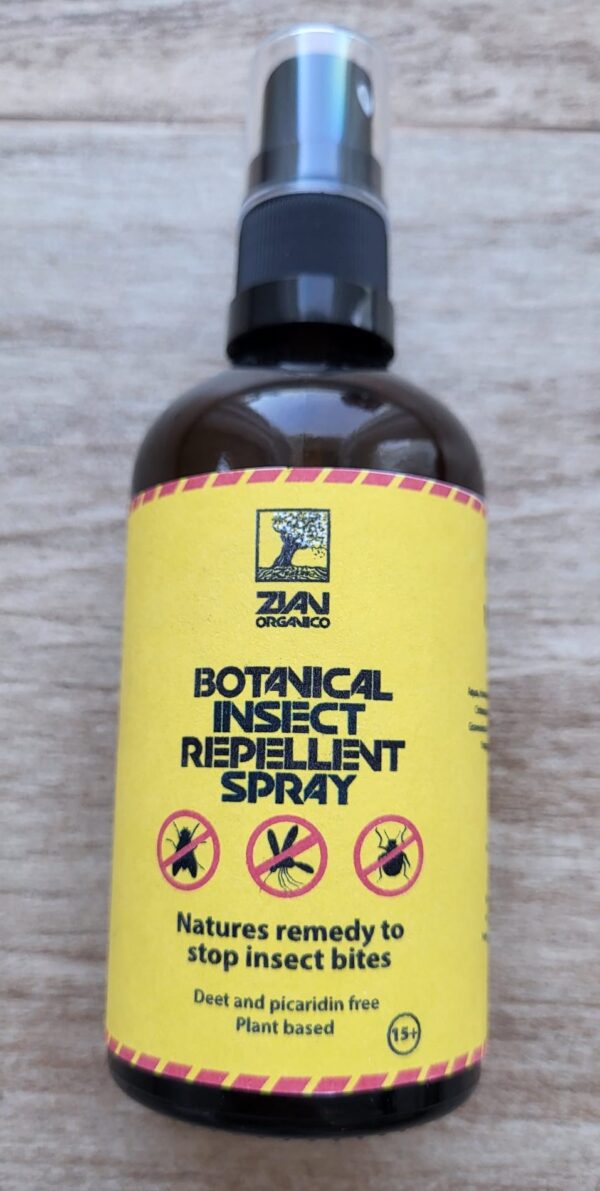 ZIAN
ORGANICO
BOTANICAL
INSECT
REPELLENT
SPRAY
Natures remedy to
stop insect bites
Deet and picaridin free
Plant based
15+